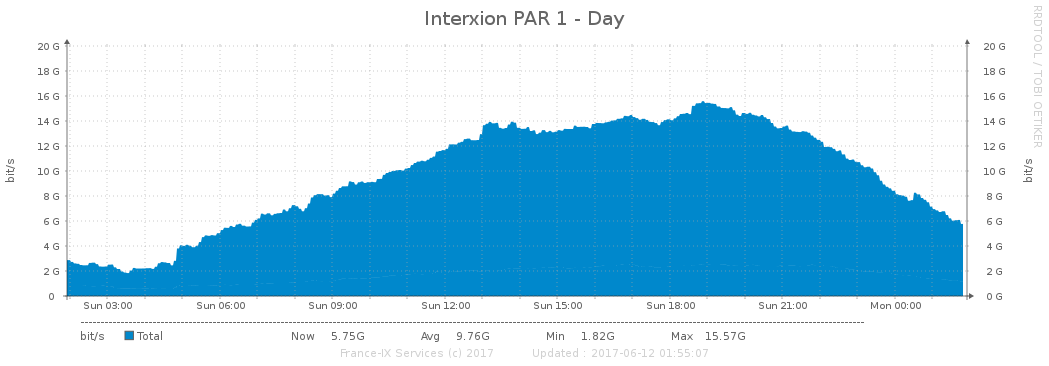 Interxion PAR 1 - Day
RRDTOOL / TOBI OETIKER
bit/s
20 G 20 G
18 G 18 G
16 G 16 G
14 G 14 G
12 G 12 G
10 G 10 G
8 G 8 G
6 G 6 G
4 G 4 G
2 G 2 G
0 0 G
bit/s
Sun 03:00 Sun 06:00 Sun 09:00 Sun 12:00 Sun 15:00 Sun 18:00 Sun 21:00 Mon 00:00
bit/s Total Now 5.75G Avg 9.76G Min 1.82G Max 15.57G
France-IX Services (c) 2017 Updated : 2017-06-12 01:55:07